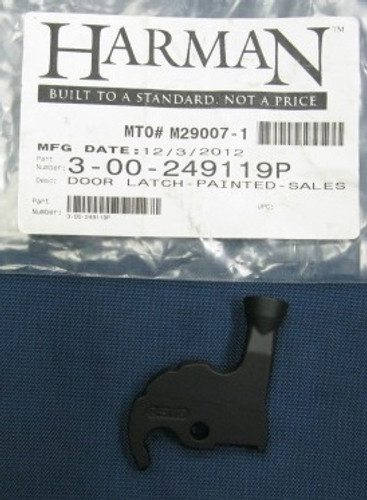 HARMAN™
BUILT TO A STANDARD, NOT A PRICE
MTO# M29007-1
MFG DATE:12/3/2012
Part Number: 3-00-249119P
Desc: DOOR LATCH-PAINTED-SALES
Part Number:
UPC:
3-00-249119P